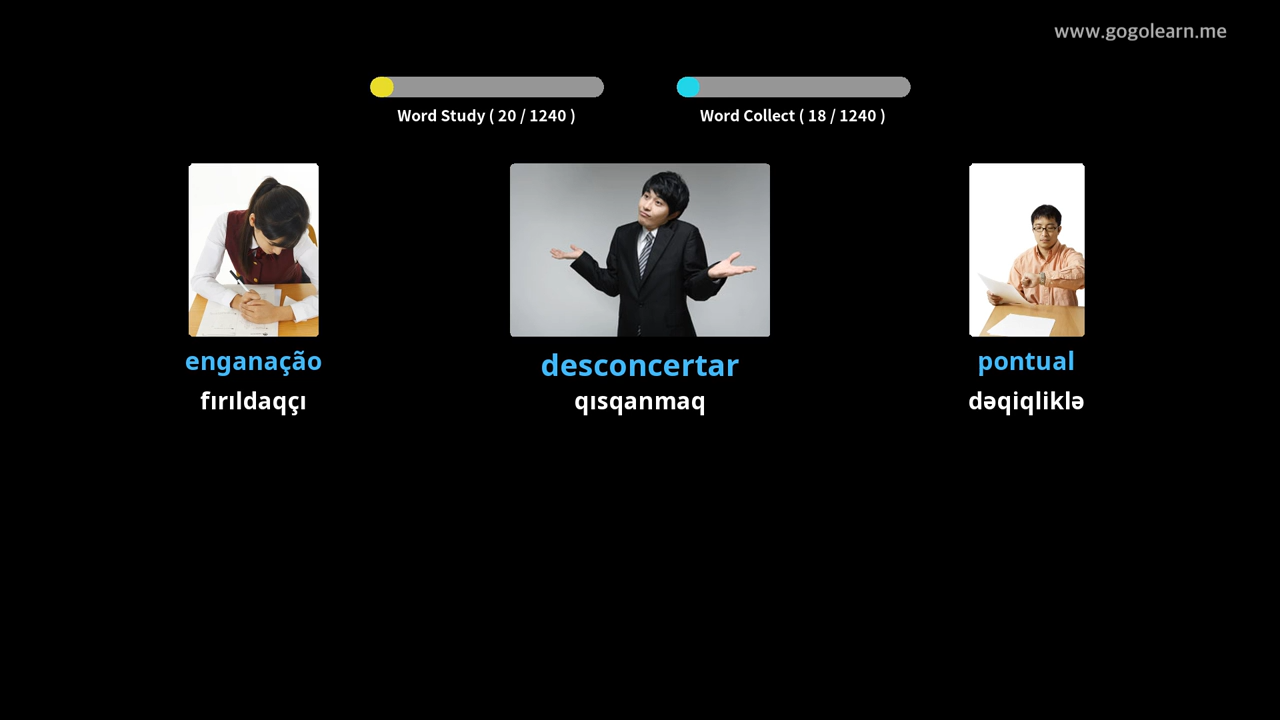 www.gogolearn.me
Word Study ( 20 / 1240 )
Word Collect ( 18 / 1240 )
enganação
fırıldaqçı
desconcertar
qısqanmaq
pontual
dəqiqliklə